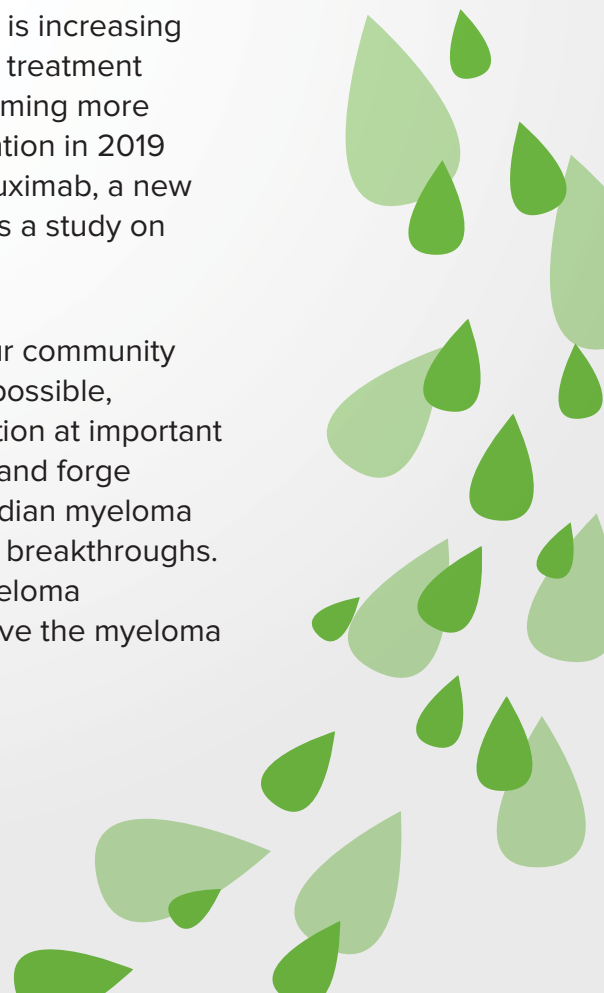 is increasing
treatment
ming more
tion in 2019
uximab, a new
s a study on
r community
possible,
tion at important
and forge
dian myeloma
breakthroughs.
eloma
ve the myeloma